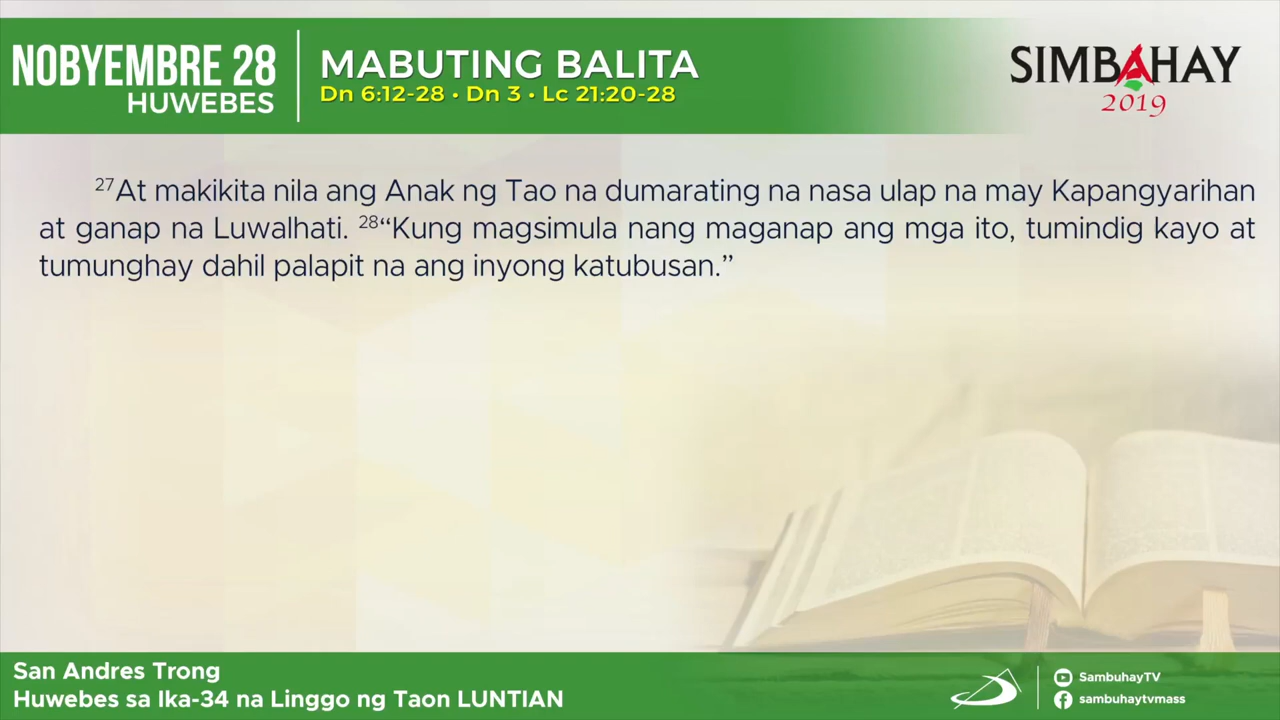 NOBYEMBRE 28
HUWEBES
MABUTING BALITA
Dn 6:12-28 • Dn 3 • Lc 21:20-28
SIMBAHAY
2019
27At makikita nila ang Anak ng Tao na dumarating na nasa ulap na may Kapangyarihan
at ganap na Luwalhati. 28“Kung magsimula nang maganap ang mga ito, tumindig kayo at
tumunghay dahil palapit na ang inyong katubusan.”
San Andres Trong
Huwebes sa Ika-34 na Linggo ng Taon LUNTIAN
SambuhayTV
sambuhaytvmass